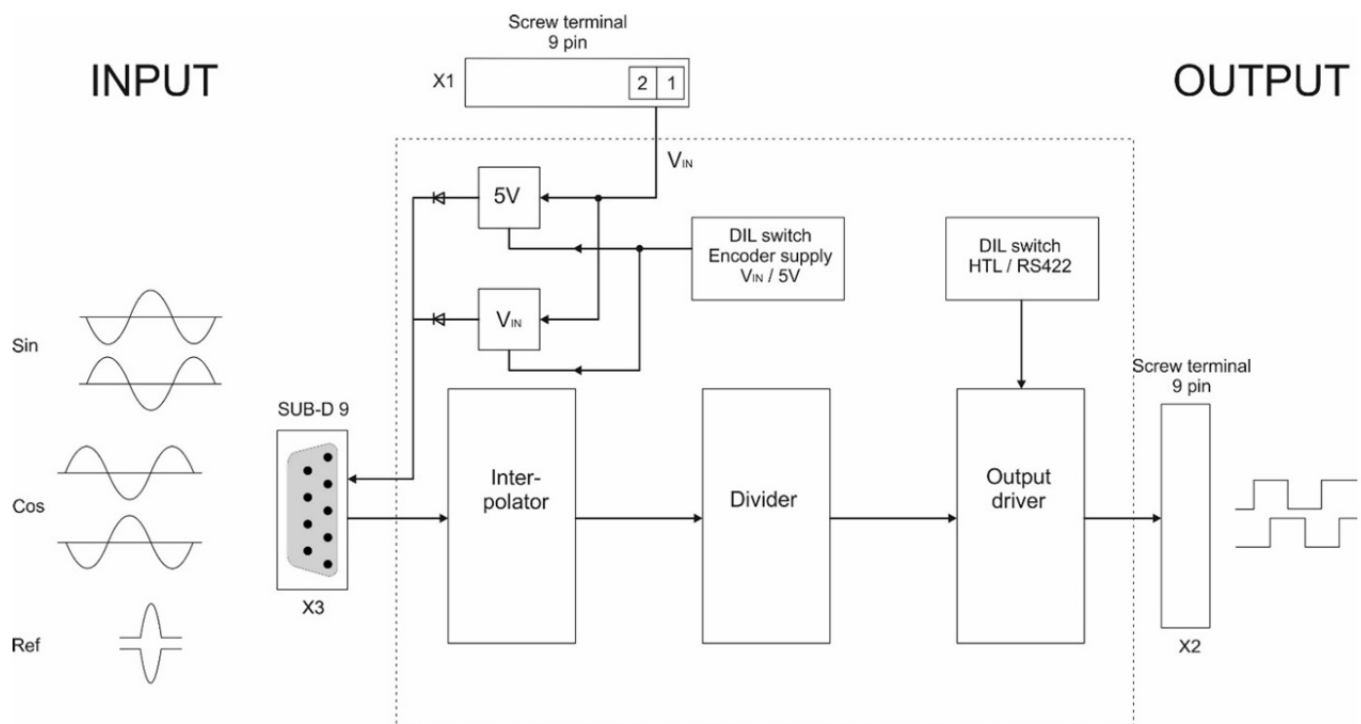 INPUT
Screw terminal
9 pin
X1
2 1
OUTPUT
VIN
5V
DIL switch
Encoder supply
VIN / 5V
DIL switch
HTL / RS422
VIN
Sin
Screw terminal
9 pin
SUB-D 9
Inter-
polator
Divider
Output
driver
Cos
X3
Ref
X2